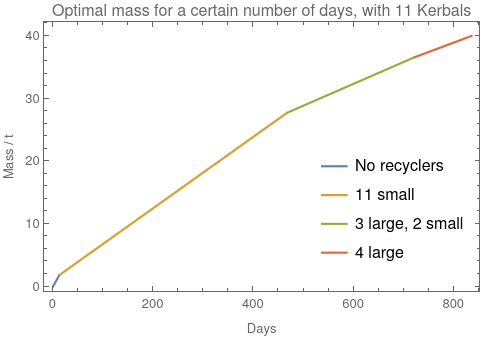 Optimal mass for a certain number of days, with 11 Kerbals
40
30
20
10
0
Mass / t
No recyclers
11 small
3 large, 2 small
4 large
0 200 400 600 800
Days